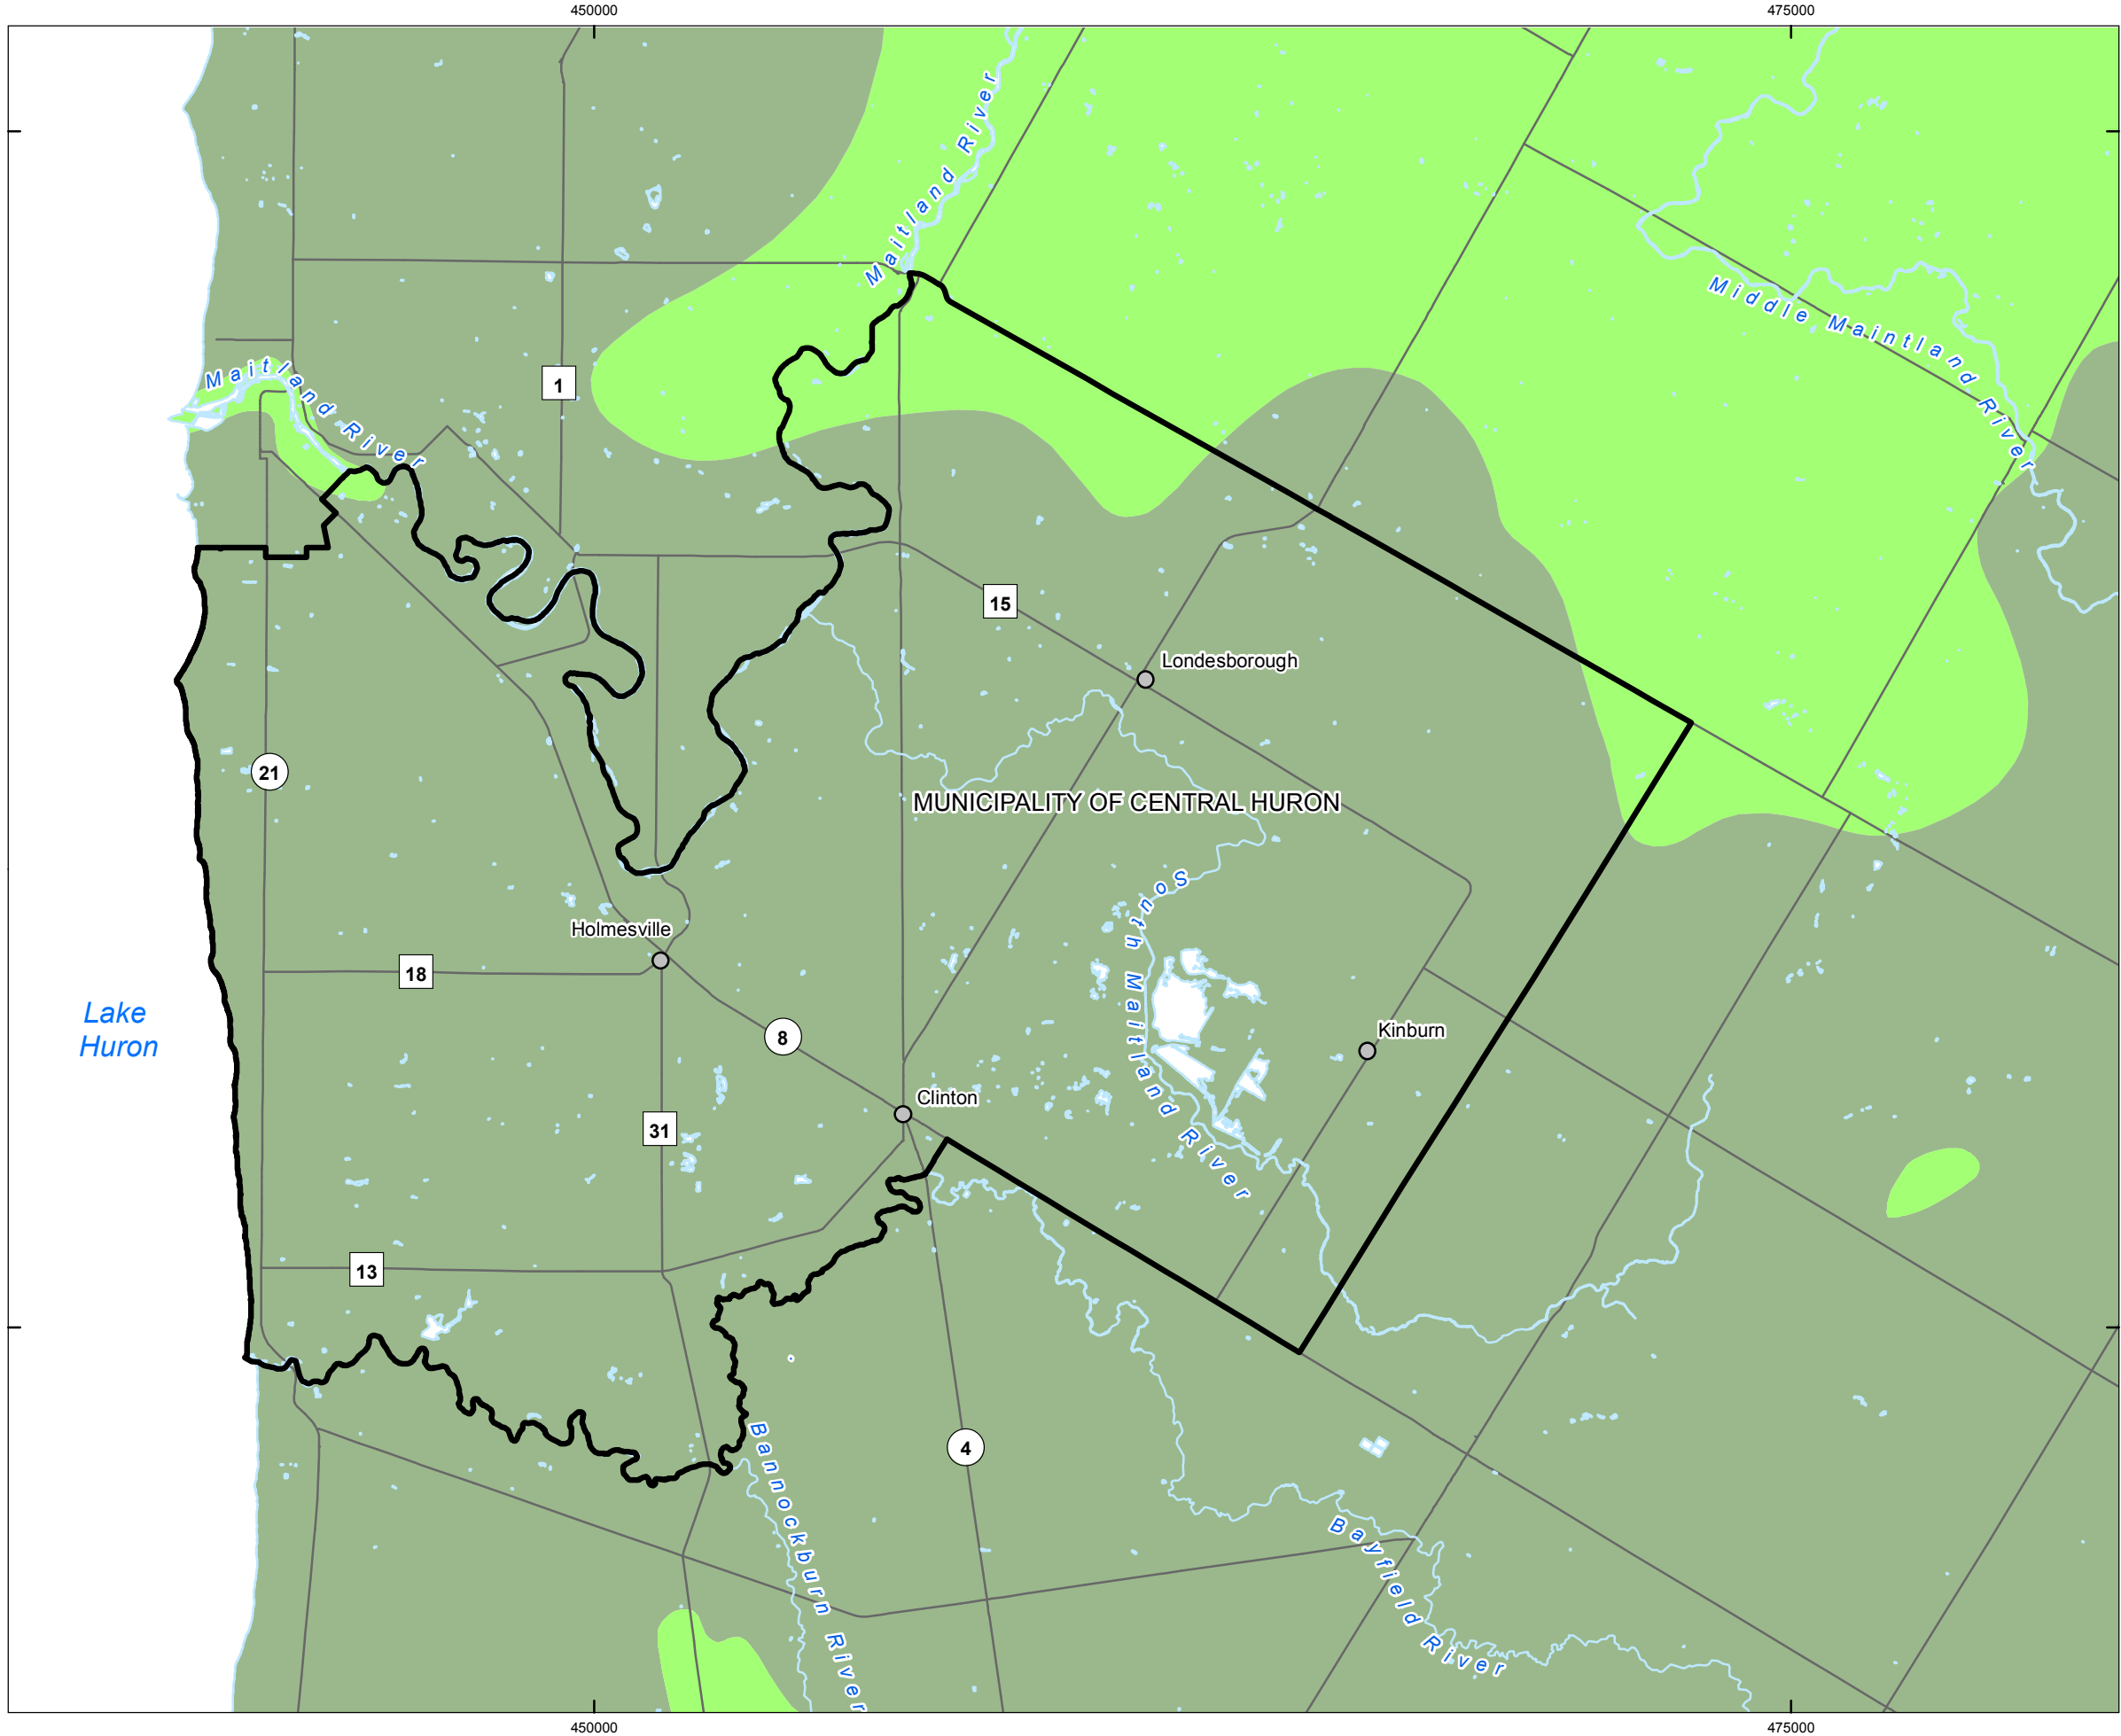 450000
475000
Maitland River
Middle Maintland River
Maitland River
1
15
Londesborough
21
MUNICIPALITY OF CENTRAL HURON
South Maitland River
Holmesville
18
Lake
Huron
8
Kinburn
Clinton
31
13
Bannockburn River
4
Bayfield River
450000
475000